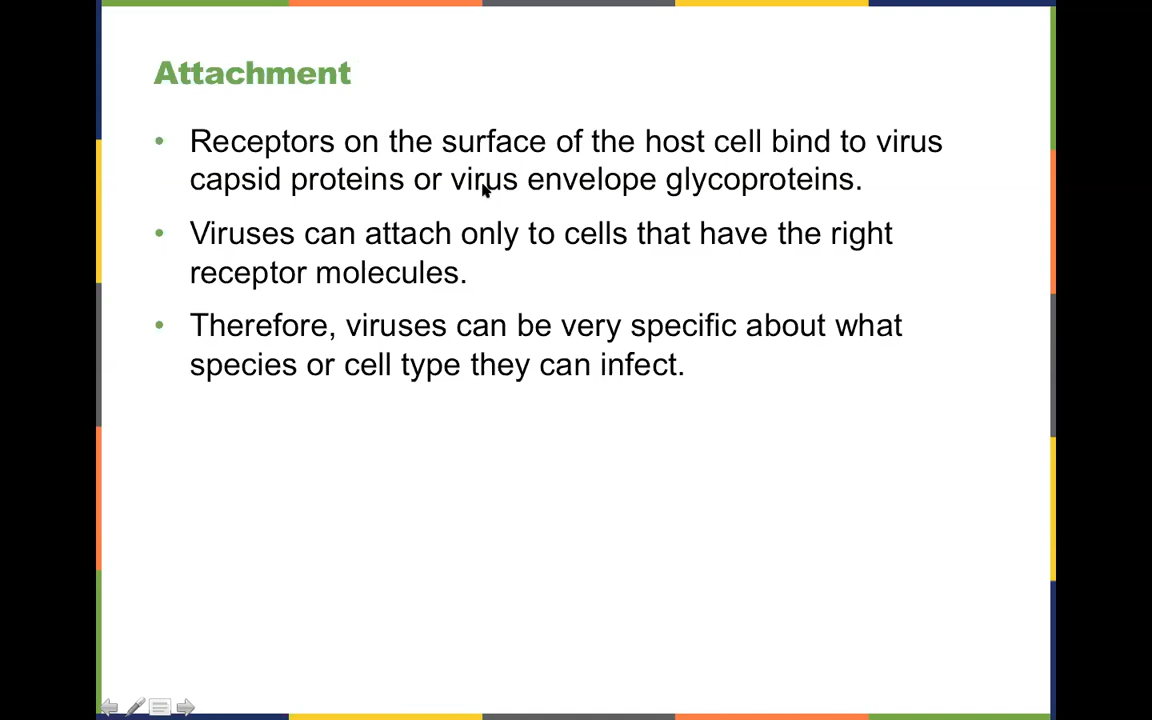 Attachment
• Receptors on the surface of the host cell bind to virus
capsid proteins or virus envelope glycoproteins.
• Viruses can attach only to cells that have the right
receptor molecules.
• Therefore, viruses can be very specific about what
species or cell type they can infect.